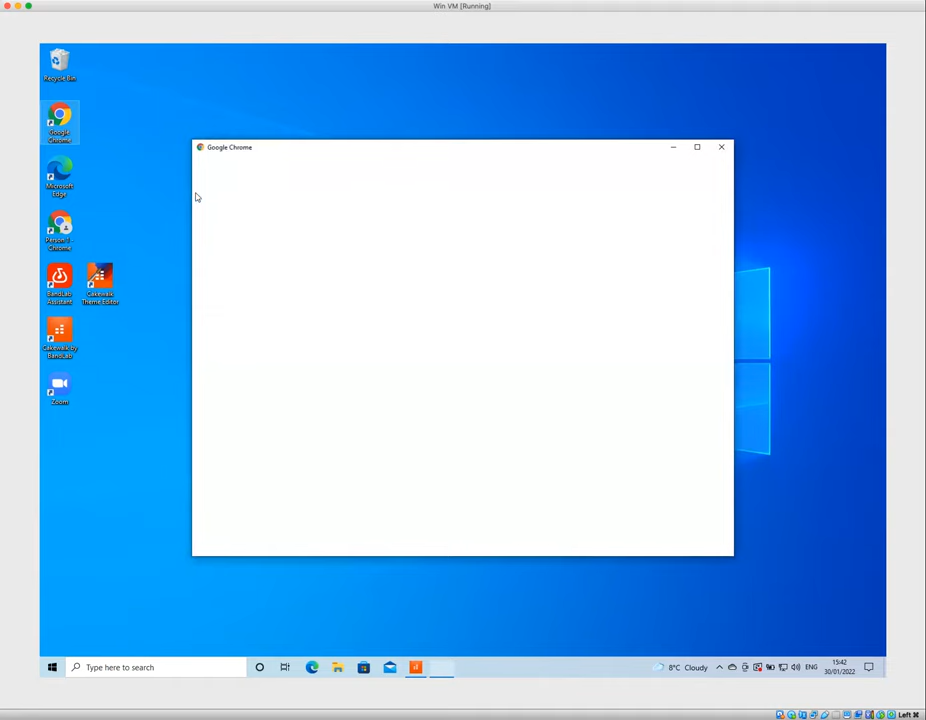 Win VM [Running]
Recycle Bin
Google
Chrome
Google Chrome
Microsoft
Edge
Person 1 -
Chrome
BandLab
Assistant
Cakewalk
Theme Editor
Cakewalk by
BandLab
Zoom
Type here to search
8°C Cloudy
ENG
15:42
30/01/2022
Left ⌘